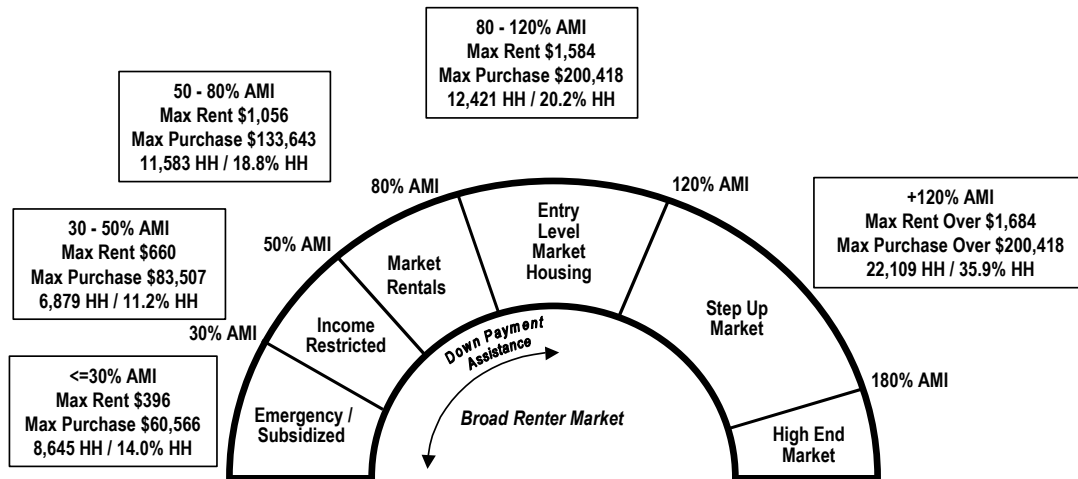 80 - 120% AMI
Max Rent $1,584
Max Purchase $200,418
12,421 HH / 20.2% HH
50 - 80% AMI
Max Rent $1,056
Max Purchase $133,643
11,583 HH / 18.8% HH
80% AMI
120% AMI
+120% AMI
Max Rent Over $1,684
Max Purchase Over $200,418
22,109 HH / 35.9% HH
30 - 50% AMI
Max Rent $660
Max Purchase $83,507
6,879 HH / 11.2% HH
50% AMI
Entry
Level
Market
Housing
Market
Rentals
Step Up
Market
30% AMI
Income
Restricted
Down Payment
Assistance
<=30% AMI
Max Rent $396
Max Purchase $60,566
8,645 HH / 14.0% HH
180% AMI
Emergency /
Subsidized
Broad Renter Market
High End
Market